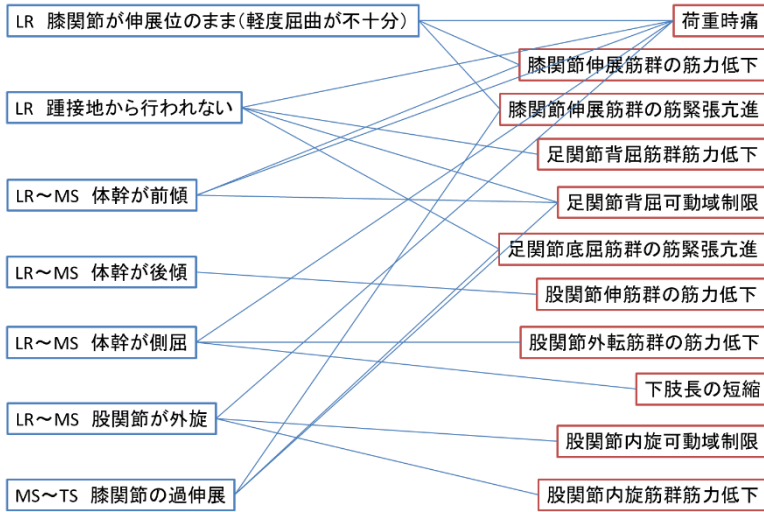 LR 膝関節が伸展位のまま（軽度屈曲が不十分）
LR 踵接地から行われない
LR～MS 体幹が前傾
LR～MS 体幹が後傾
LR～MS 体幹が側屈
LR～MS 股関節が外旋
MS～TS 膝関節の過伸展
荷重時痛
膝関節伸展筋群の筋力低下
膝関節伸展筋群の筋緊張亢進
足関節背屈筋群筋力低下
足関節背屈可動域制限
足関節底屈筋群の筋緊張亢進
股関節伸筋群の筋力低下
股関節外転筋群の筋力低下
下肢長の短縮
股関節内旋可動域制限
股関節内旋筋群筋力低下